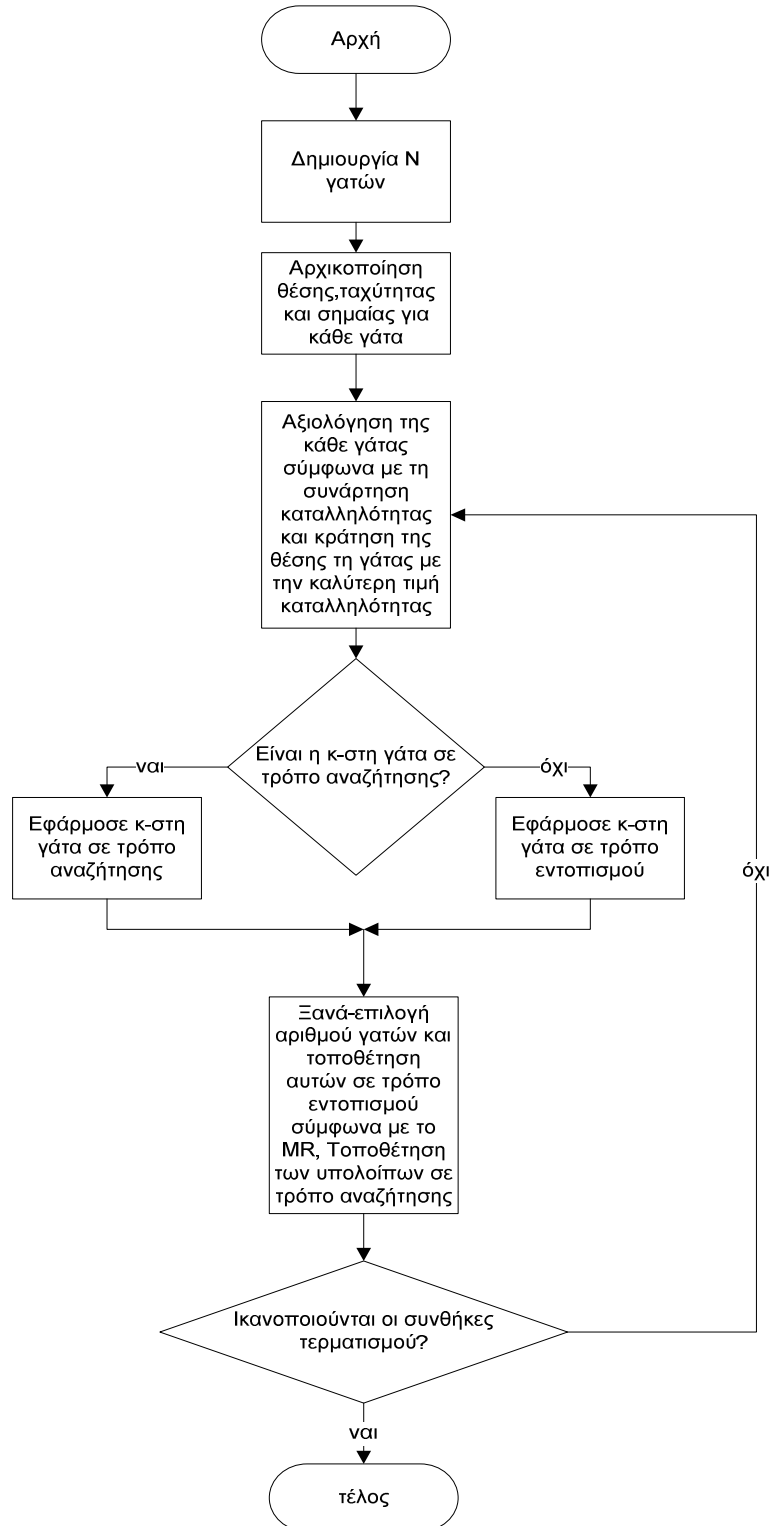 Αρχή
Δημιουργία Ν
γατών
Αρχικοποίηση
θέσης,ταχύτητας
και σημαίας για
κάθε γάτα
Αξιολόγηση της
κάθε γάτας
σύμφωνα με τη
συνάρτηση
καταλληλότητας
και κράτηση της
θέσης τη γάτας με
την καλύτερη τιμή
καταλληλότητας
Είναι η κ-στη γάτα σε
τρόπο αναζήτησης?
ναι
όχι
Εφάρμοσε κ-στη
γάτα σε τρόπο
αναζήτησης
Εφάρμοσε κ-στη
γάτα σε τρόπο
εντοπισμού
όχι
Ξανά-επιλογή
αριθμού γατών και
τοποθέτηση
αυτών σε τρόπο
εντοπισμού
σύμφωνα με το
MR, Τοποθέτηση
των υπολοίπων σε
τρόπο αναζήτησης
Ικανοποιούνται οι συνθήκες
τερματισμού?
ναι
τέλος